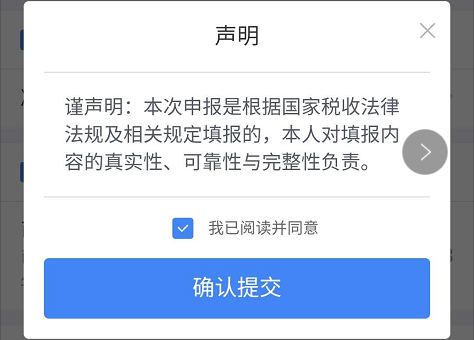 声明
谨声明：本次申报是根据国家税收法律
法规及相关规定填报的，本人对填报内
容的真实性、可靠性与完整性负责。
我已阅读并同意
确认提交